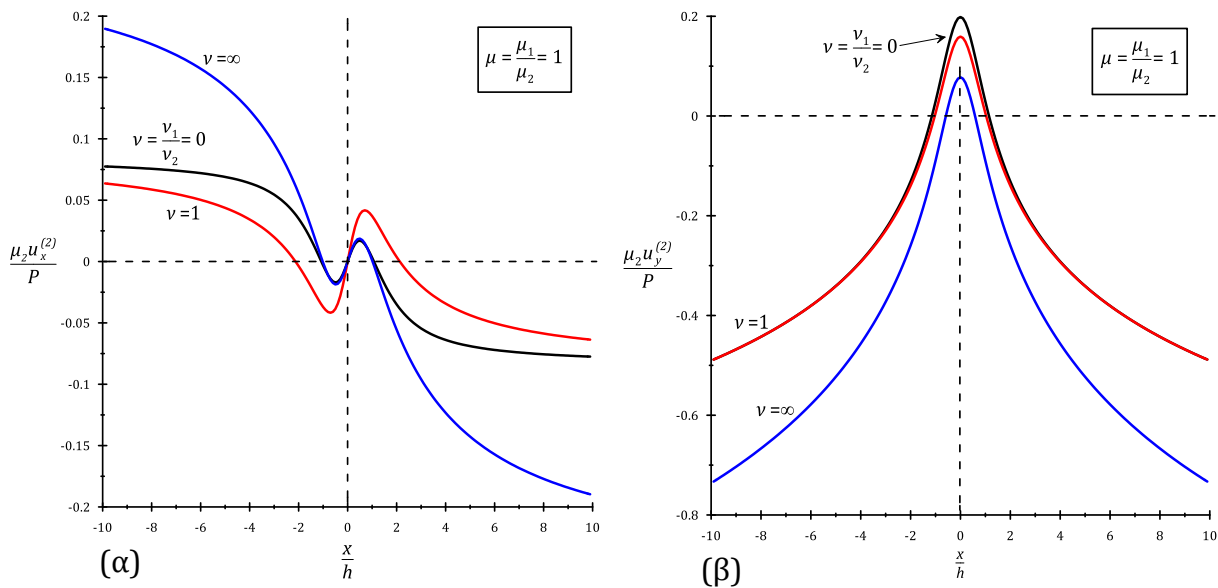 0.2
0.15
0.1
0.05
0
-0.05
-0.1
-0.15
-0.2
-10 -8 -6 -4 -2 0 2 4 6 8 10
μ₂uₓ⁽²⁾/P
x/h
ν=∞
ν=ν₁/ν₂=0
ν=1
μ=μ₁/μ₂=1
(α)
0.2
0
-0.2
-0.4
-0.6
-0.8
-10 -8 -6 -4 -2 0 2 4 6 8 10
μ₂u_y⁽²⁾/P
x/h
ν=ν₁/ν₂=0
μ=μ₁/μ₂=1
ν=1
ν=∞
(β)